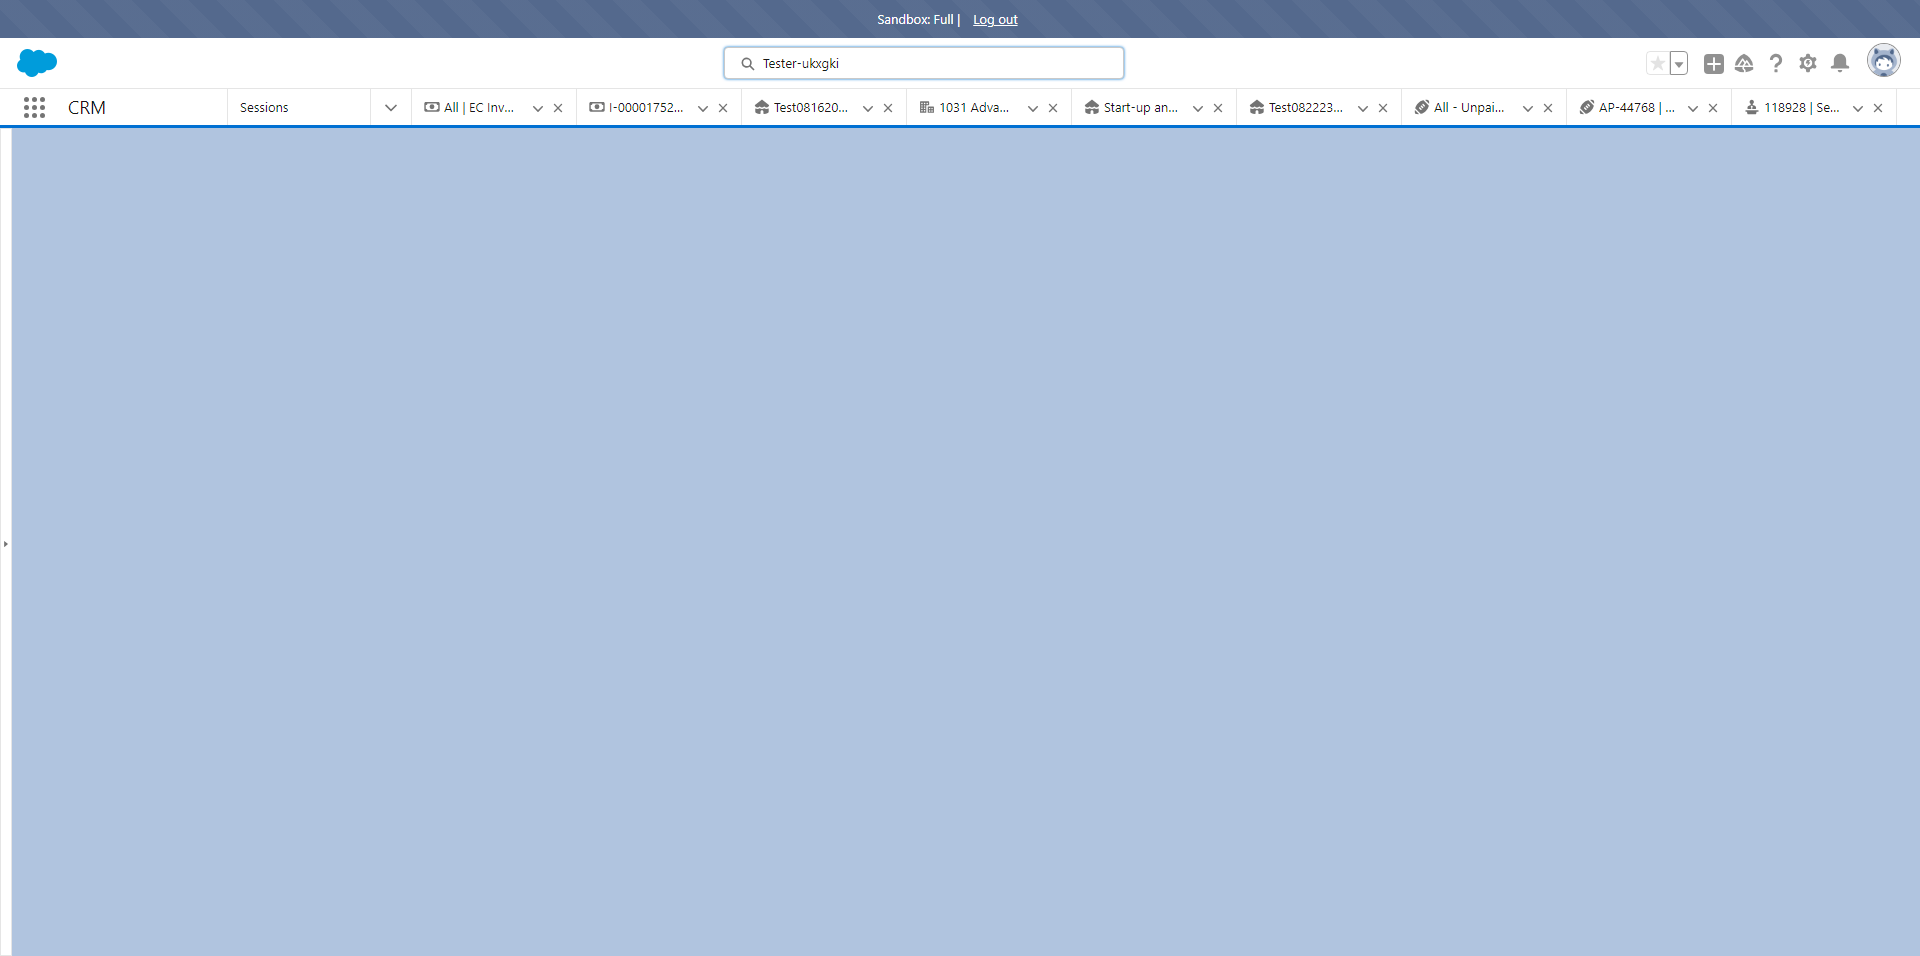 Sandbox: Full | Log out
Tester-ukxgki
CRM
Sessions
All | EC Inv...
I-00001752...
Test081620...
1031 Adva...
Start-up an...
Test082223...
All - Unpai...
AP-44768 | ...
118928 | Se...